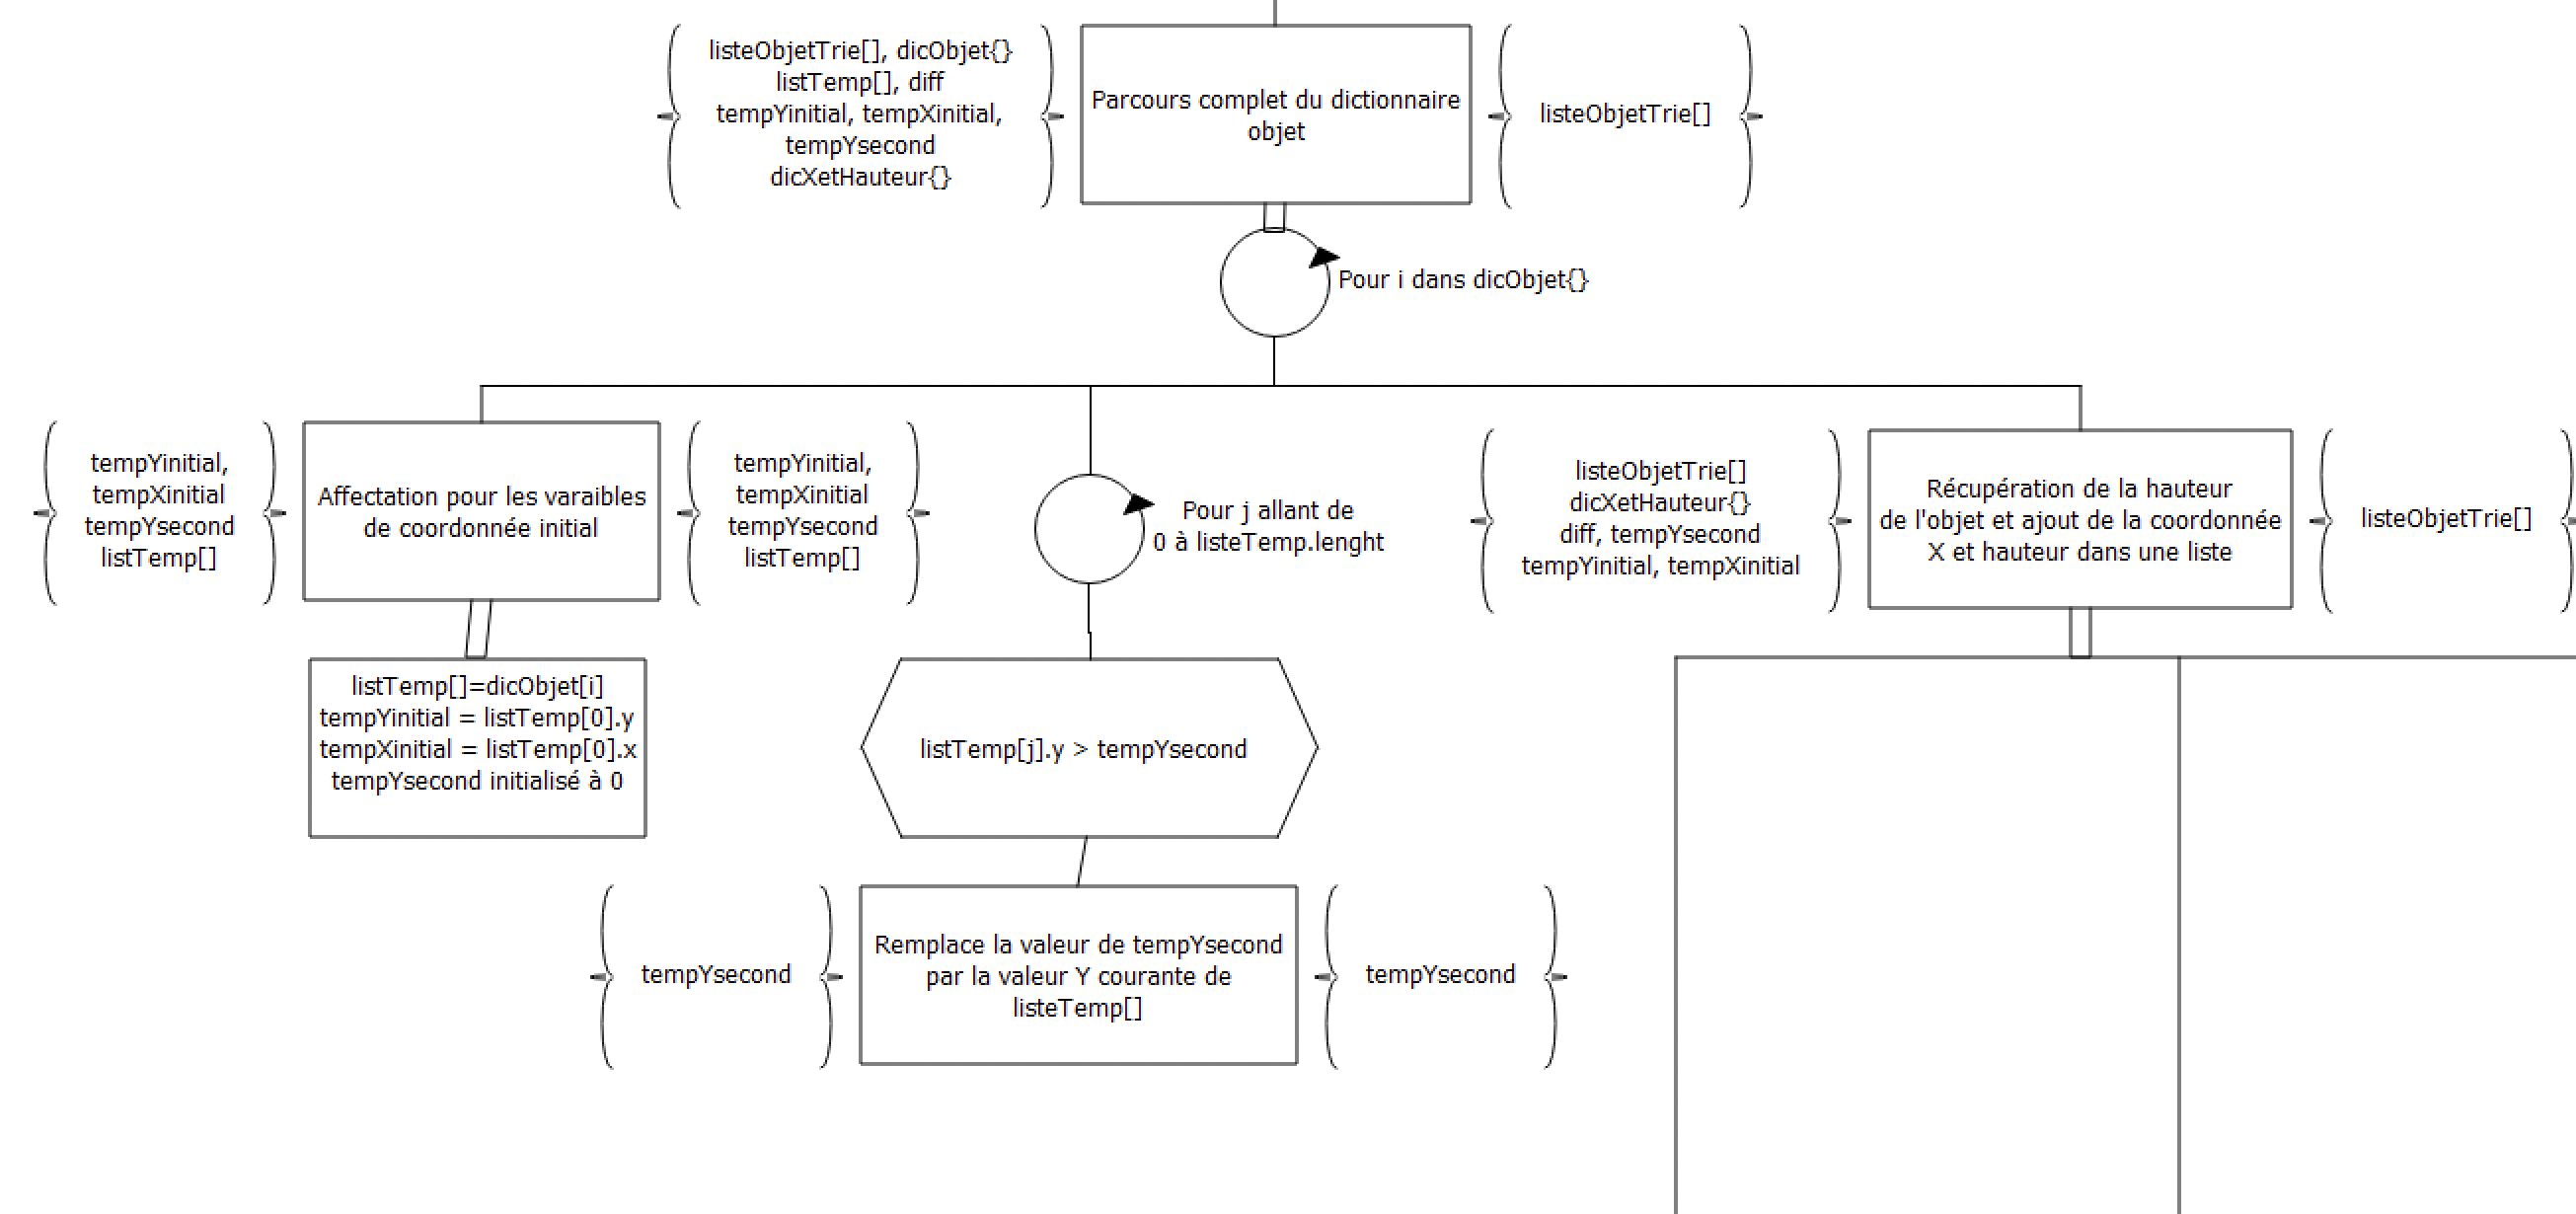 listeObjetTrie[], dicObjet{}
listTemp[], diff
tempYinitial, tempXinitial,
tempYsecond
dicXetHauteur{}
Parcours complet du dictionnaire
objet
listeObjetTrie[]
Pour i dans dicObjet{}
tempYinitial,
tempXinitial
tempYsecond
listTemp[]
Affectation pour les varaibles
de coordonnée initial
tempYinitial,
tempXinitial
tempYsecond
listTemp[]
listTemp[]=dicObjet[i]
tempYinitial = listTemp[0].y
tempXinitial = listTemp[0].x
tempYsecond initialisé à 0
Pour j allant de
0 à listeTemp.lenght
listTemp[j].y > tempYsecond
tempYsecond
Remplace la valeur de tempYsecond
par la valeur Y courante de
listeTemp[]
tempYsecond
listeObjetTrie[]
dicXetHauteur{}
diff, tempYsecond
tempYinitial, tempXinitial
Récupération de la hauteur
de l'objet et ajout de la coordonnée
X et hauteur dans une liste
listeObjetTrie[]